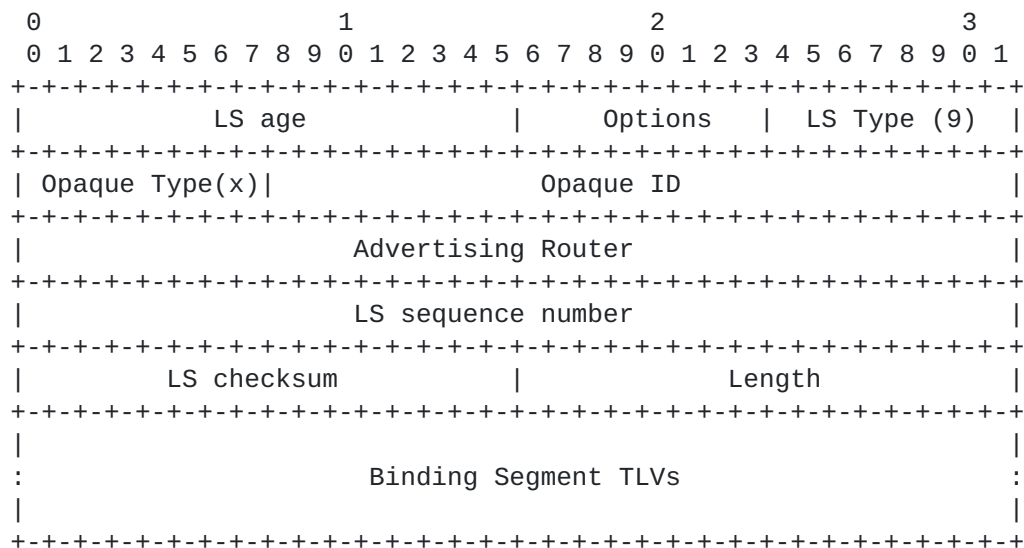 0                   1                   2                   3
 0 1 2 3 4 5 6 7 8 9 0 1 2 3 4 5 6 7 8 9 0 1 2 3 4 5 6 7 8 9 0 1
+-+-+-+-+-+-+-+-+-+-+-+-+-+-+-+-+-+-+-+-+-+-+-+-+-+-+-+-+-+-+-+-+
|            LS age             |     Options   |  LS Type (9)  |
+-+-+-+-+-+-+-+-+-+-+-+-+-+-+-+-+-+-+-+-+-+-+-+-+-+-+-+-+-+-+-+-+
| Opaque Type(x)|                 Opaque ID                     |
+-+-+-+-+-+-+-+-+-+-+-+-+-+-+-+-+-+-+-+-+-+-+-+-+-+-+-+-+-+-+-+-+
|                     Advertising Router                        |
+-+-+-+-+-+-+-+-+-+-+-+-+-+-+-+-+-+-+-+-+-+-+-+-+-+-+-+-+-+-+-+-+
|                     LS sequence number                        |
+-+-+-+-+-+-+-+-+-+-+-+-+-+-+-+-+-+-+-+-+-+-+-+-+-+-+-+-+-+-+-+-+
|         LS checksum           |             Length            |
+-+-+-+-+-+-+-+-+-+-+-+-+-+-+-+-+-+-+-+-+-+-+-+-+-+-+-+-+-+-+-+-+
|                                                               |
:                      Binding Segment TLVs                     :
|                                                               |
+-+-+-+-+-+-+-+-+-+-+-+-+-+-+-+-+-+-+-+-+-+-+-+-+-+-+-+-+-+-+-+-+